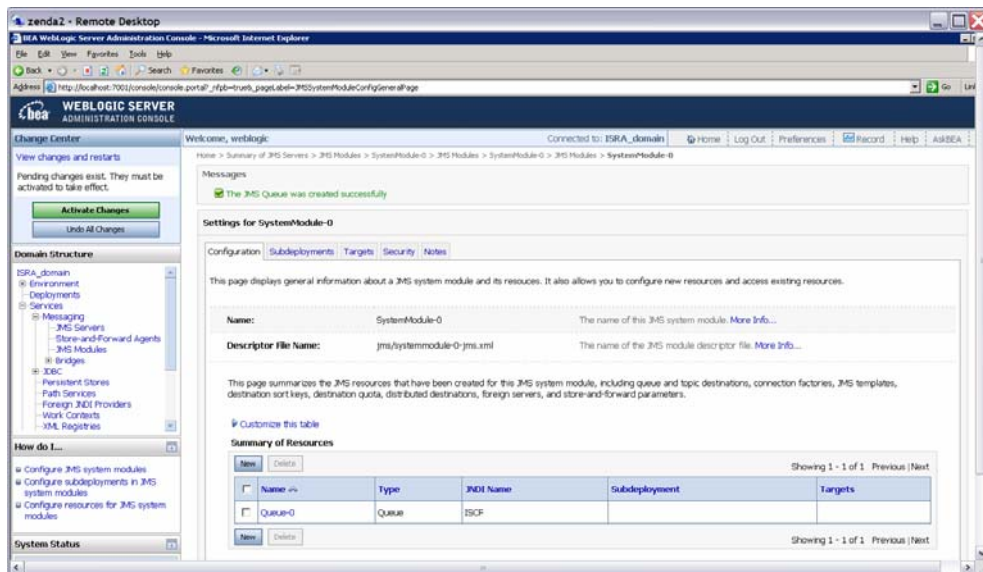 zenda2 - Remote Desktop
BEA WebLogic Server Administration Console - Microsoft Internet Explorer
File Edit View Favorites Tools Help
Back Search Favorites
Address http://localhost:7001/console/console.portal?_nfpb=true&_pageLabel=JMSSystemModuleConfigGeneralPage Go
bea WEBLOGIC SERVER
ADMINISTRATION CONSOLE
Change Center
View changes and restarts
Pending changes exist. They must be
activated to take effect.
Activate Changes
Undo All Changes
Domain Structure
ISRA_domain
Environment
Deployments
Services
Messaging
JMS Servers
Store-and-Forward Agents
JMS Modules
Bridges
JDBC
Persistent Stores
Path Services
Foreign JNDI Providers
Work Contexts
XML Registries
How do I...
Configure JMS system modules
Configure subdeployments in JMS
system modules
Configure resources for JMS system
modules
System Status
Welcome, weblogic Connected to: ISRA_domain Home Log Out Preferences Record Help AskBEA
Home > Summary of JMS Servers > JMS Modules > SystemModule-0 > JMS Modules > SystemModule-0 > JMS Modules > SystemModule-0
Messages
The JMS Queue was created successfully
Settings for SystemModule-0
Configuration Subdeployments Targets Security Notes
This page displays general information about a JMS system module and its resouces. It also allows you to configure new resources and access existing resources.
Name: SystemModule-0 The name of this JMS system module. More Info...
Descriptor File Name: jms/systemmodule-0-jms.xml The name of the JMS module descriptor file. More Info...
This page summarizes the JMS resources that have been created for this JMS system module, including queue and topic destinations, connection factories, JMS templates,
destination sort keys, destination quota, distributed destinations, foreign servers, and store-and-forward parameters.
Customize this table
Summary of Resources
New Delete Showing 1 - 1 of 1 Previous | Next
Name Type JNDI Name Subdeployment Targets
Queue-0 Queue ISCF
New Delete Showing 1 - 1 of 1 Previous | Next